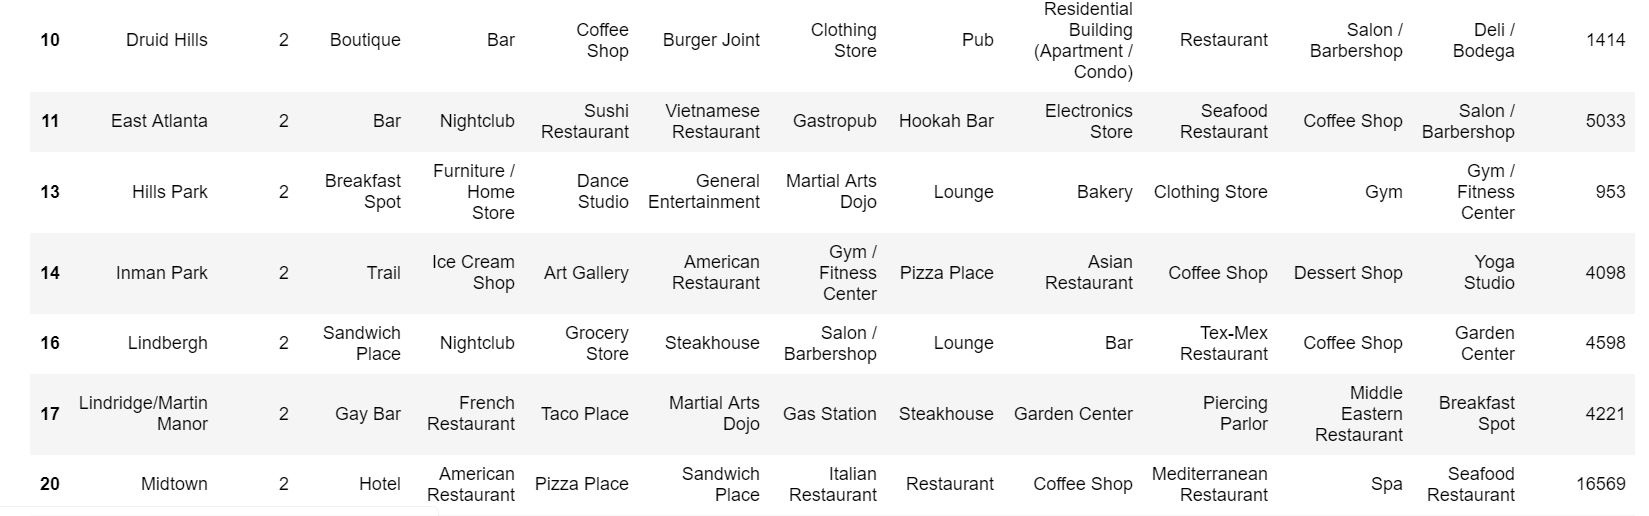 10 Druid Hills 2 Boutique Bar Coffee Shop Burger Joint Clothing Store Pub Residential Building (Apartment / Condo) Restaurant Salon / Barbershop Deli / Bodega 1414
11 East Atlanta 2 Bar Nightclub Sushi Restaurant Vietnamese Restaurant Gastropub Hookah Bar Electronics Store Seafood Restaurant Coffee Shop Salon / Barbershop 5033
13 Hills Park 2 Breakfast Spot Furniture / Home Store Dance Studio General Entertainment Martial Arts Dojo Lounge Bakery Clothing Store Gym Gym / Fitness Center 953
14 Inman Park 2 Trail Ice Cream Shop Art Gallery American Restaurant Gym / Fitness Center Pizza Place Asian Restaurant Coffee Shop Dessert Shop Yoga Studio 4098
16 Lindbergh 2 Sandwich Place Nightclub Grocery Store Steakhouse Salon / Barbershop Lounge Bar Tex-Mex Restaurant Coffee Shop Garden Center 4598
17 Lindridge/Martin Manor 2 Gay Bar French Restaurant Taco Place Martial Arts Dojo Gas Station Steakhouse Garden Center Piercing Parlor Middle Eastern Restaurant Breakfast Spot 4221
20 Midtown 2 Hotel American Restaurant Pizza Place Sandwich Place Italian Restaurant Restaurant Coffee Shop Mediterranean Restaurant Spa Seafood Restaurant 16569